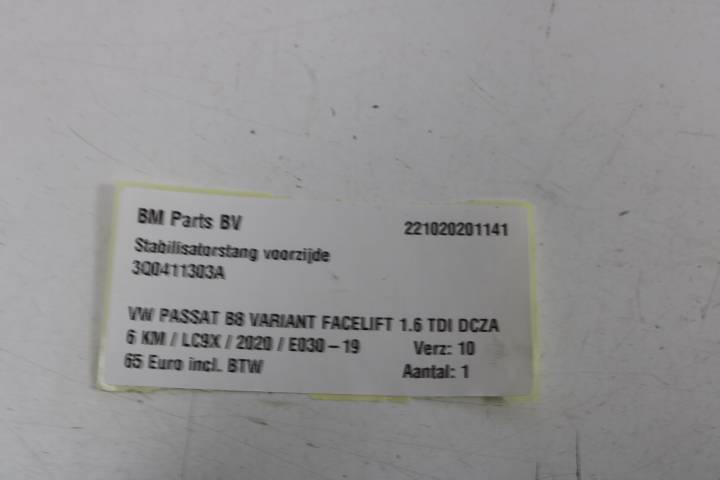 BM Parts BV 221020201141
Stabilisatorstang voorzijde
3Q0411303A
VW PASSAT B8 VARIANT FACELIFT 1.6 TDI DCZA
6 KM / LC9X / 2020 / E030-19 Verz: 10
65 Euro incl. BTW Aantal: 1